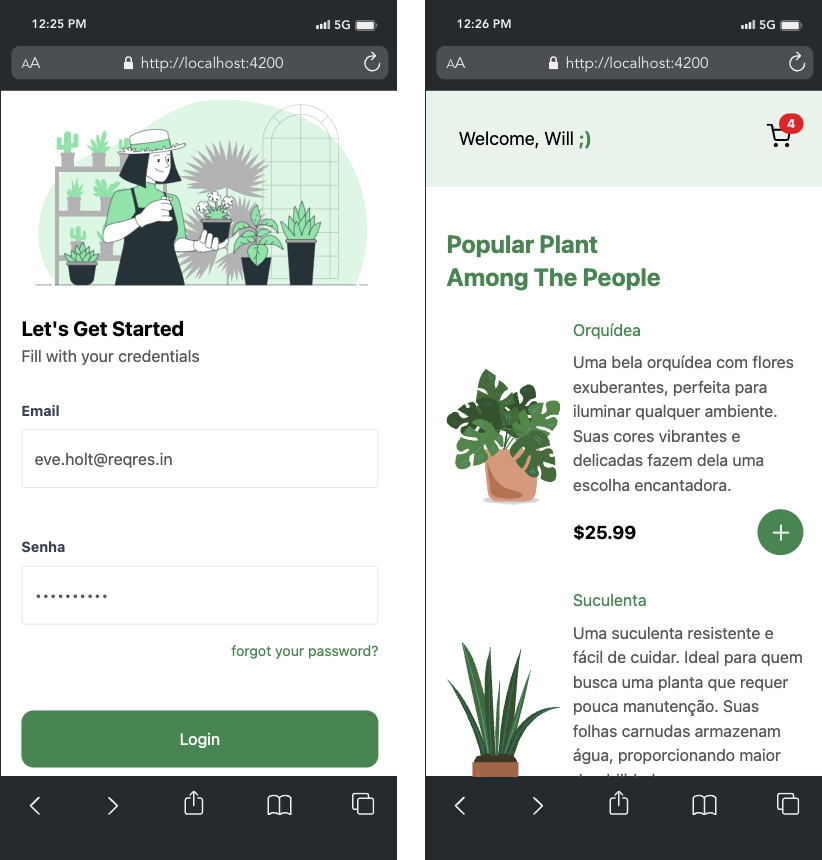 12:25 PM
5G
AA
http://localhost:4200
Let's Get Started
Fill with your credentials
Email
eve.holt@reqres.in
Senha
••••••••••
forgot your password?
Login
12:26 PM
5G
AA
http://localhost:4200
Welcome, Will ;)
4
Popular Plant
Among The People
Orquídea
Uma bela orquídea com flores
exuberantes, perfeita para
iluminar qualquer ambiente.
Suas cores vibrantes e
delicadas fazem dela uma
escolha encantadora.
$25.99
+
Suculenta
Uma suculenta resistente e
fácil de cuidar. Ideal para quem
busca uma planta que requer
pouca manutenção. Suas
folhas carnudas armazenam
água, proporcionando maior